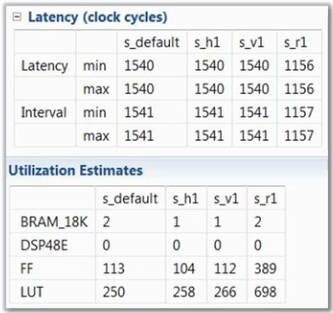 Latency (clock cycles)
s_default s_h1 s_v1 s_r1
Latency min 1540 1540 1540 1156
max 1540 1540 1540 1156
Interval min 1541 1541 1541 1157
max 1541 1541 1541 1157
Utilization Estimates
s_default s_h1 s_v1 s_r1
BRAM_18K 2 1 1 2
DSP48E 0 0 0 0
FF 113 104 112 389
LUT 250 258 266 698